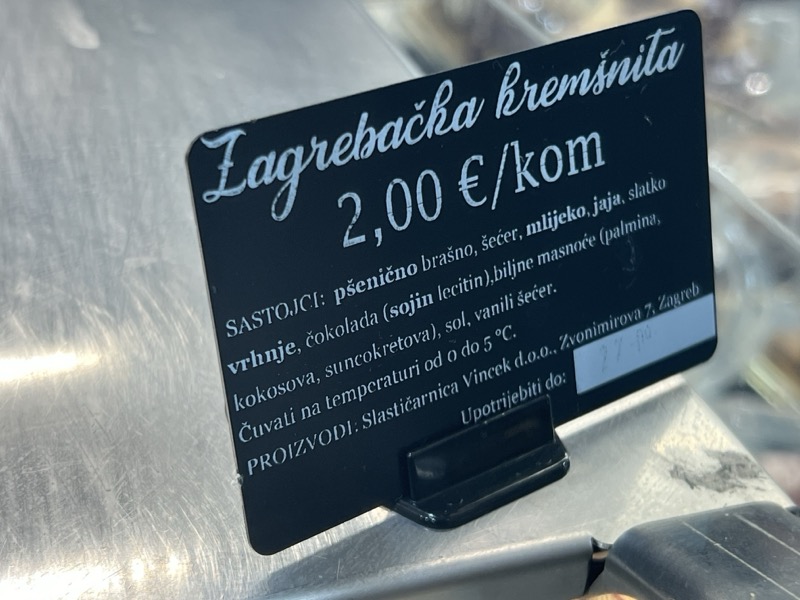 Zagrebačka kremšnita
2,00 €/kom
SASTOJCI: pšenično brašno, šećer, mlijeko, jaja, slatko
vrhnje, čokolada (sojin lecitin),biljne masnoće (palmina,
kokosova, suncokretova), sol, vanili šećer.
Čuvati na temperaturi od 0 do 5 °C.
PROIZVODI: Slastičarnica Vincek d.o.o., Zvonimirova 7, Zagreb
Upotrijebiti do: